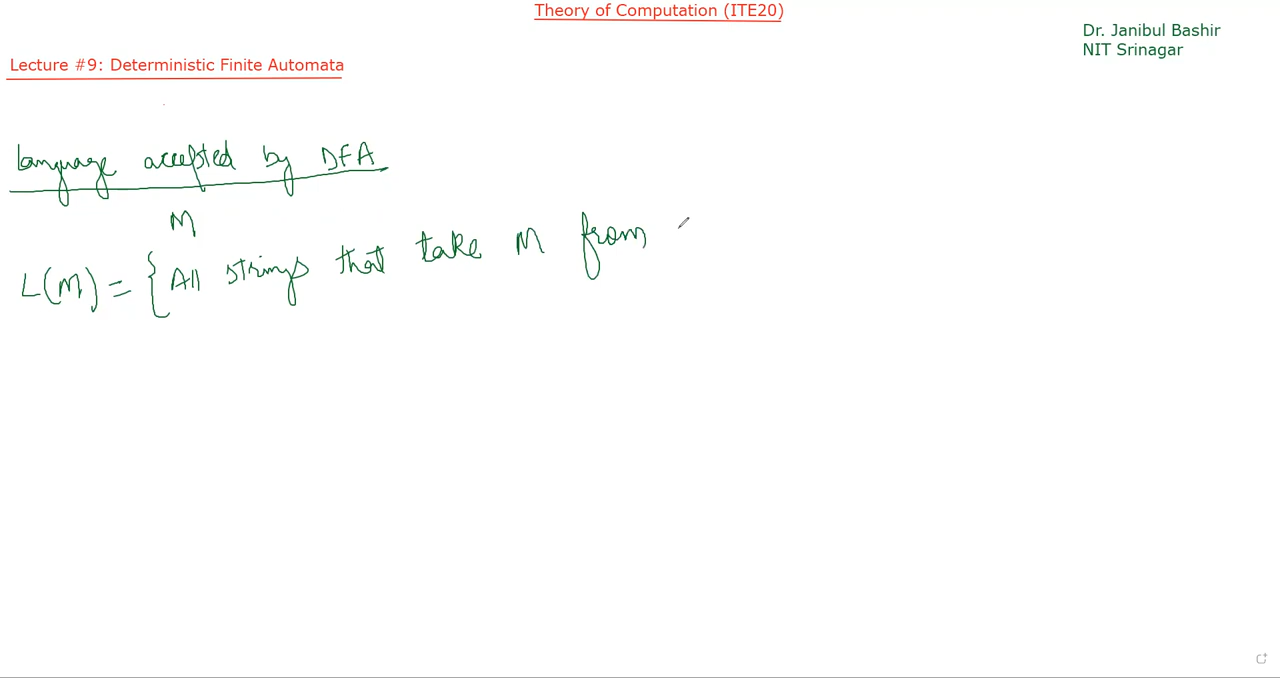 Theory of Computation (ITE20)
Dr. Janibul Bashir
NIT Srinagar
Lecture #9: Deterministic Finite Automata
Language accepted by DFA
M
L(M) = { All strings that take M from